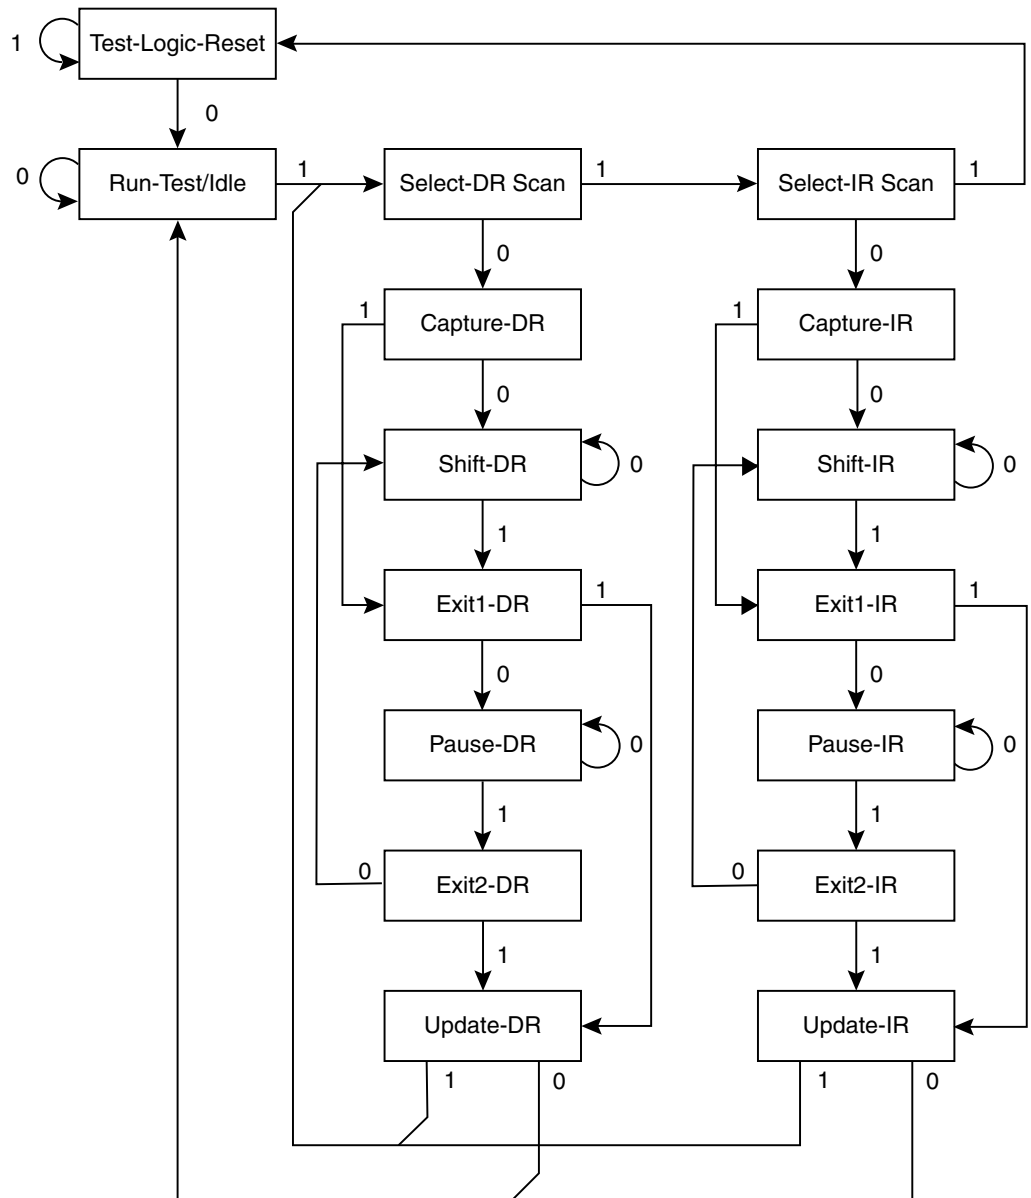 1 Test-Logic-Reset
0
0 Run-Test/Idle 1 Select-DR Scan 1 Select-IR Scan 1
0 0
1 Capture-DR 1 Capture-IR
0 0
Shift-DR 0 Shift-IR 0
1 1
Exit1-DR 1 Exit1-IR 1
0 0
Pause-DR 0 Pause-IR 0
1 1
0 Exit2-DR 0 Exit2-IR
1 1
Update-DR Update-IR
1 0 1 0